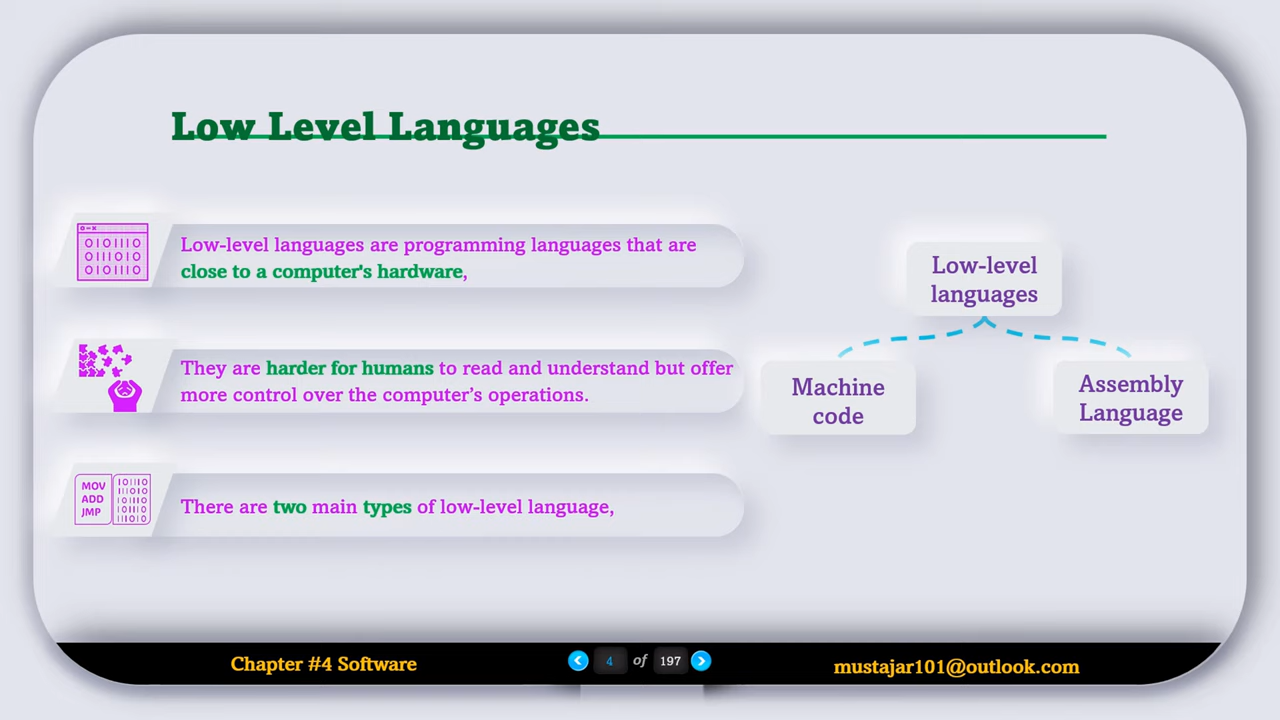 Low Level Languages
010110
011010
010110
Low-level languages are programming languages that are
close to a computer's hardware,
They are harder for humans to read and understand but offer
more control over the computer’s operations.
MOV
ADD
JMP
There are two main types of low-level language,
Low-level
languages
Machine
code
Assembly
Language
Chapter #4 Software
4 of 197
mustajar101@outlook.com